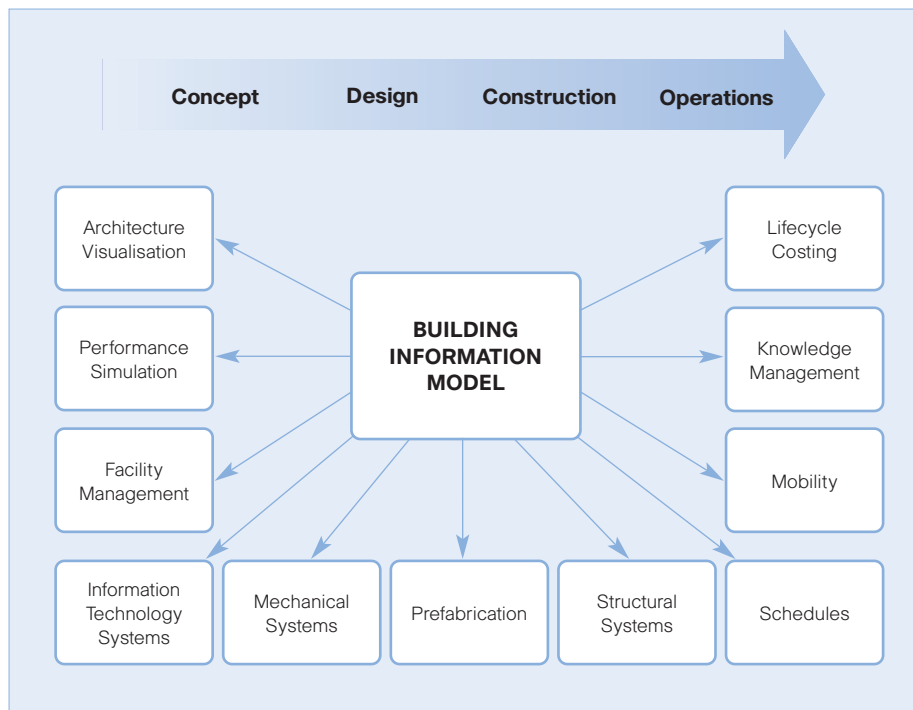 Concept Design Construction Operations
Architecture
Visualisation
Lifecycle
Costing
BUILDING
INFORMATION
MODEL
Performance
Simulation
Knowledge
Management
Facility
Management
Mobility
Information
Technology
Systems
Mechanical
Systems
Prefabrication
Structural
Systems
Schedules